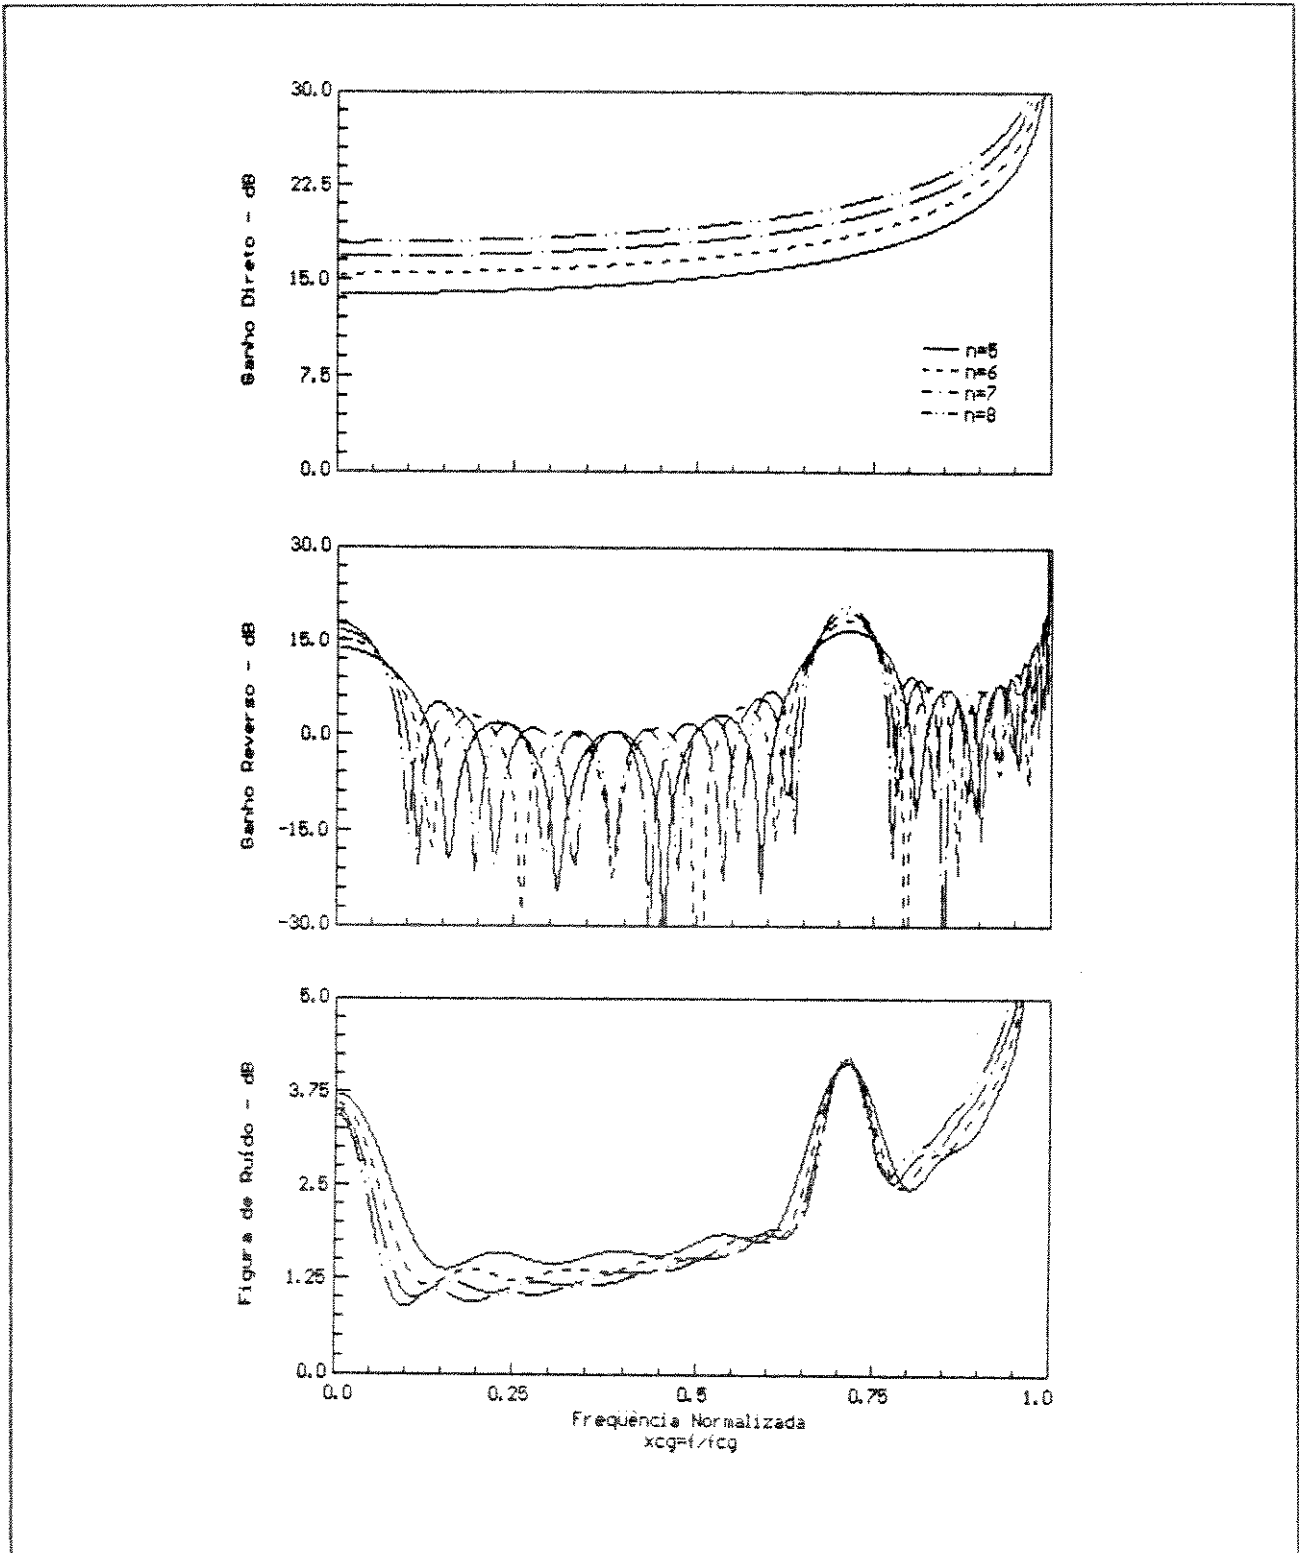 30.0
22.5
15.0
7.5
0.0
Ganho Direto - dB
n=5
n=6
n=7
n=8
30.0
15.0
0.0
-15.0
-30.0
Ganho Reverso - dB
5.0
3.75
2.5
1.25
0.0
Figura de Ruído - dB
0.0 0.25 0.5 0.75 1.0
Freqüência Normalizada
xcg=f/fcg